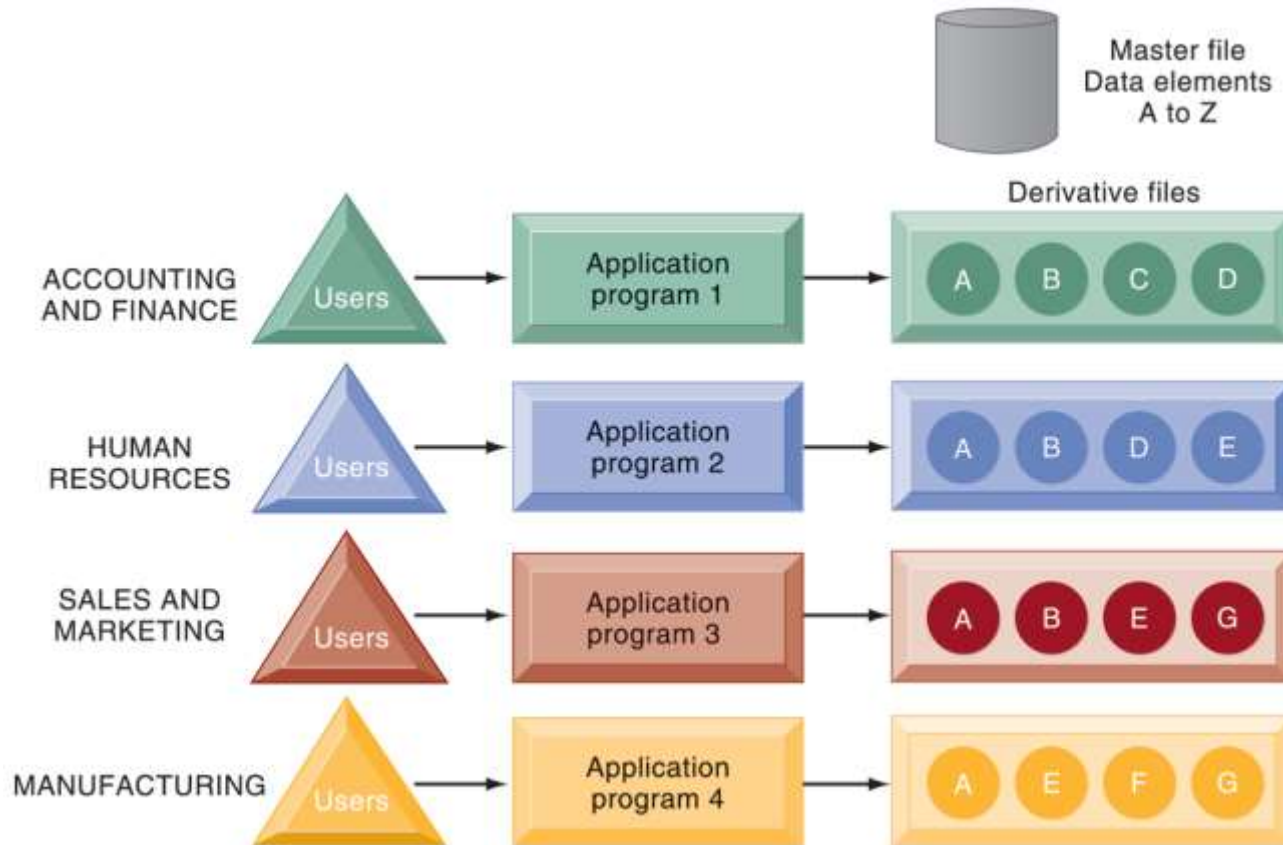 Master file
Data elements
A to Z
Derivative files
ACCOUNTING
AND FINANCE
Users
Application
program 1
A B C D
HUMAN
RESOURCES
Users
Application
program 2
A B D E
SALES AND
MARKETING
Users
Application
program 3
A B E G
MANUFACTURING
Users
Application
program 4
A E F G